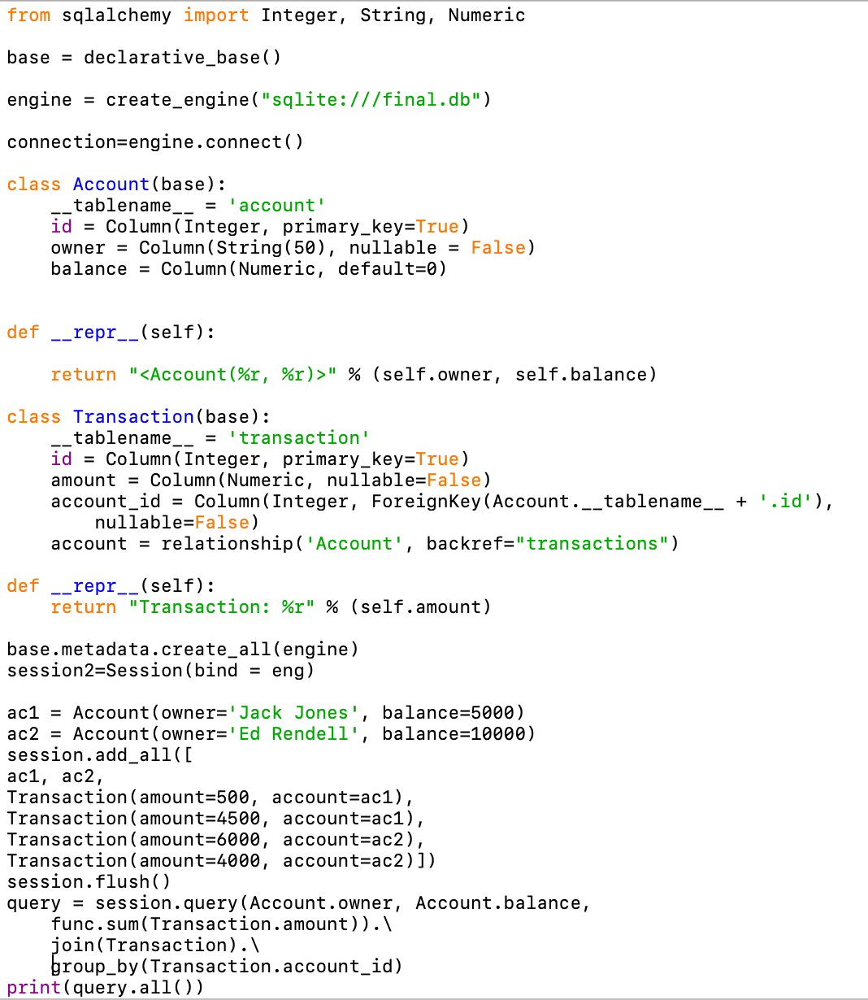 from sqlalchemy import Integer, String, Numeric
base = declarative_base()
engine = create_engine("sqlite:///final.db")
connection=engine.connect()
class Account(base):
    __tablename__ = 'account'
    id = Column(Integer, primary_key=True)
    owner = Column(String(50), nullable = False)
    balance = Column(Numeric, default=0)
def __repr__(self):
    return "<Account(%r, %r)>" % (self.owner, self.balance)
class Transaction(base):
    __tablename__ = 'transaction'
    id = Column(Integer, primary_key=True)
    amount = Column(Numeric, nullable=False)
    account_id = Column(Integer, ForeignKey(Account.__tablename__ + '.id'),
        nullable=False)
    account = relationship('Account', backref="transactions")
def __repr__(self):
    return "Transaction: %r" % (self.amount)
base.metadata.create_all(engine)
session2=Session(bind = eng)
ac1 = Account(owner='Jack Jones', balance=5000)
ac2 = Account(owner='Ed Rendell', balance=10000)
session.add_all([
ac1, ac2,
Transaction(amount=500, account=ac1),
Transaction(amount=4500, account=ac1),
Transaction(amount=6000, account=ac2),
Transaction(amount=4000, account=ac2)])
session.flush()
query = session.query(Account.owner, Account.balance,
    func.sum(Transaction.amount)).\
    join(Transaction).\
    group_by(Transaction.account_id)
print(query.all())